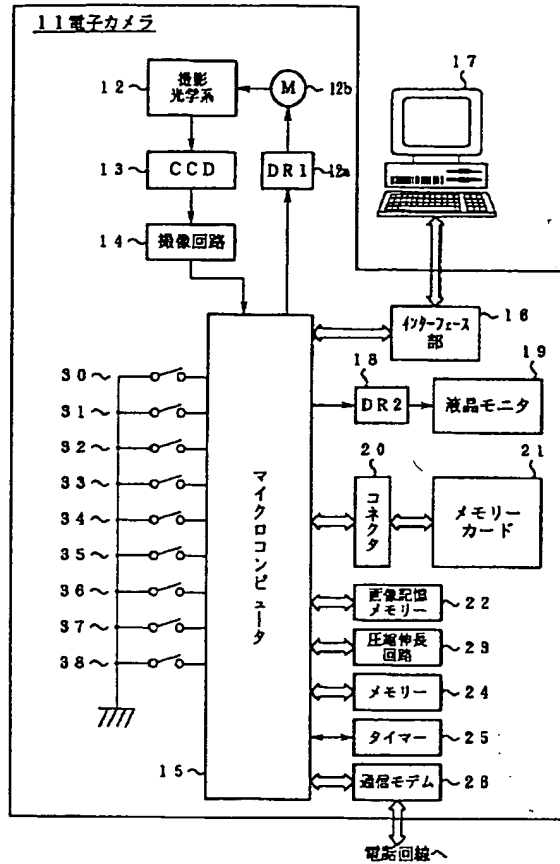 11電子カメラ
12
撮影
光学系
M
12b
17
13
CCD
DR1
12a
14
撮像回路
インターフェース
部
16
18
19
DR2
液晶モニタ
20
21
コネクタ
メモリー
カード
30
31
32
33
34
35
36
37
38
マイクロコンピュータ
画像記憶
メモリー
22
圧縮伸長
回路
23
メモリー
24
タイマー
25
15
通信モデム
26
電話回線へ